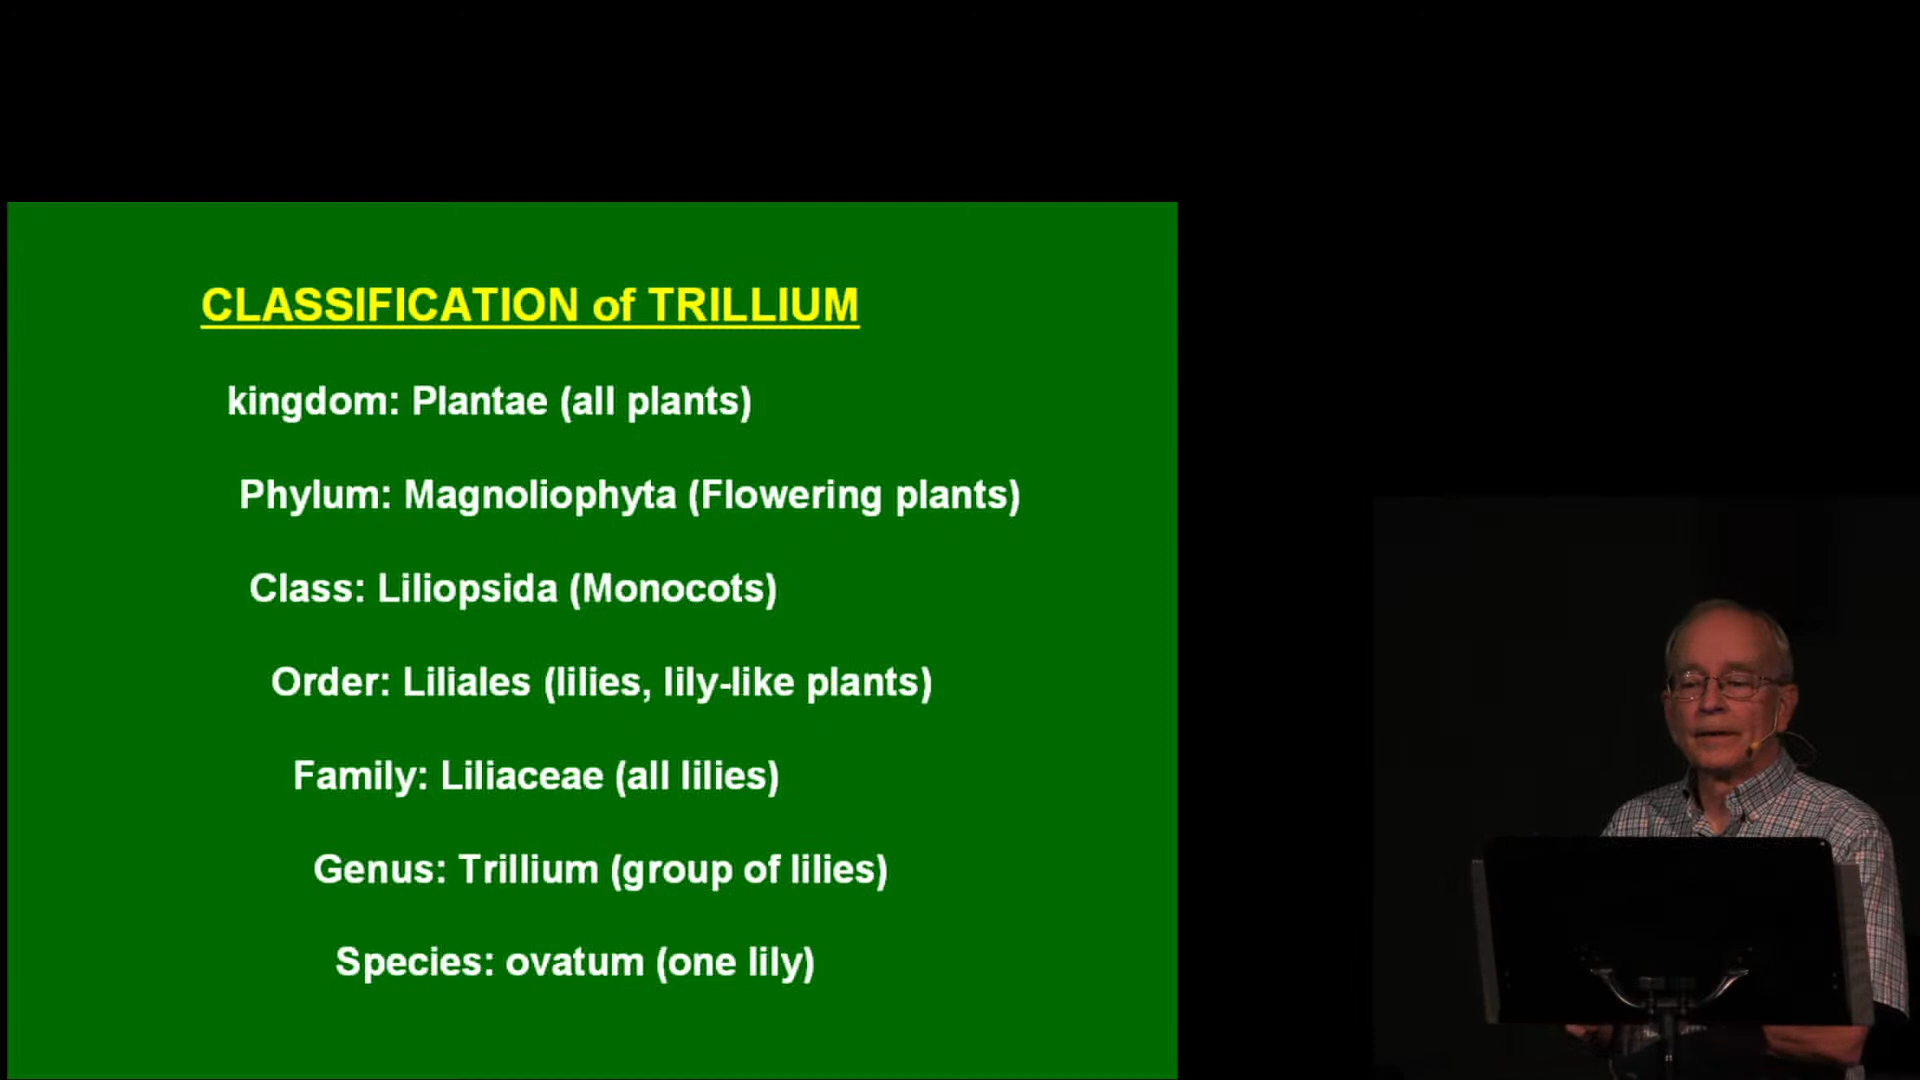 CLASSIFICATION of TRILLIUM
kingdom: Plantae (all plants)
Phylum: Magnoliophyta (Flowering plants)
Class: Liliopsida (Monocots)
Order: Liliales (lilies, lily-like plants)
Family: Liliaceae (all lilies)
Genus: Trillium (group of lilies)
Species: ovatum (one lily)